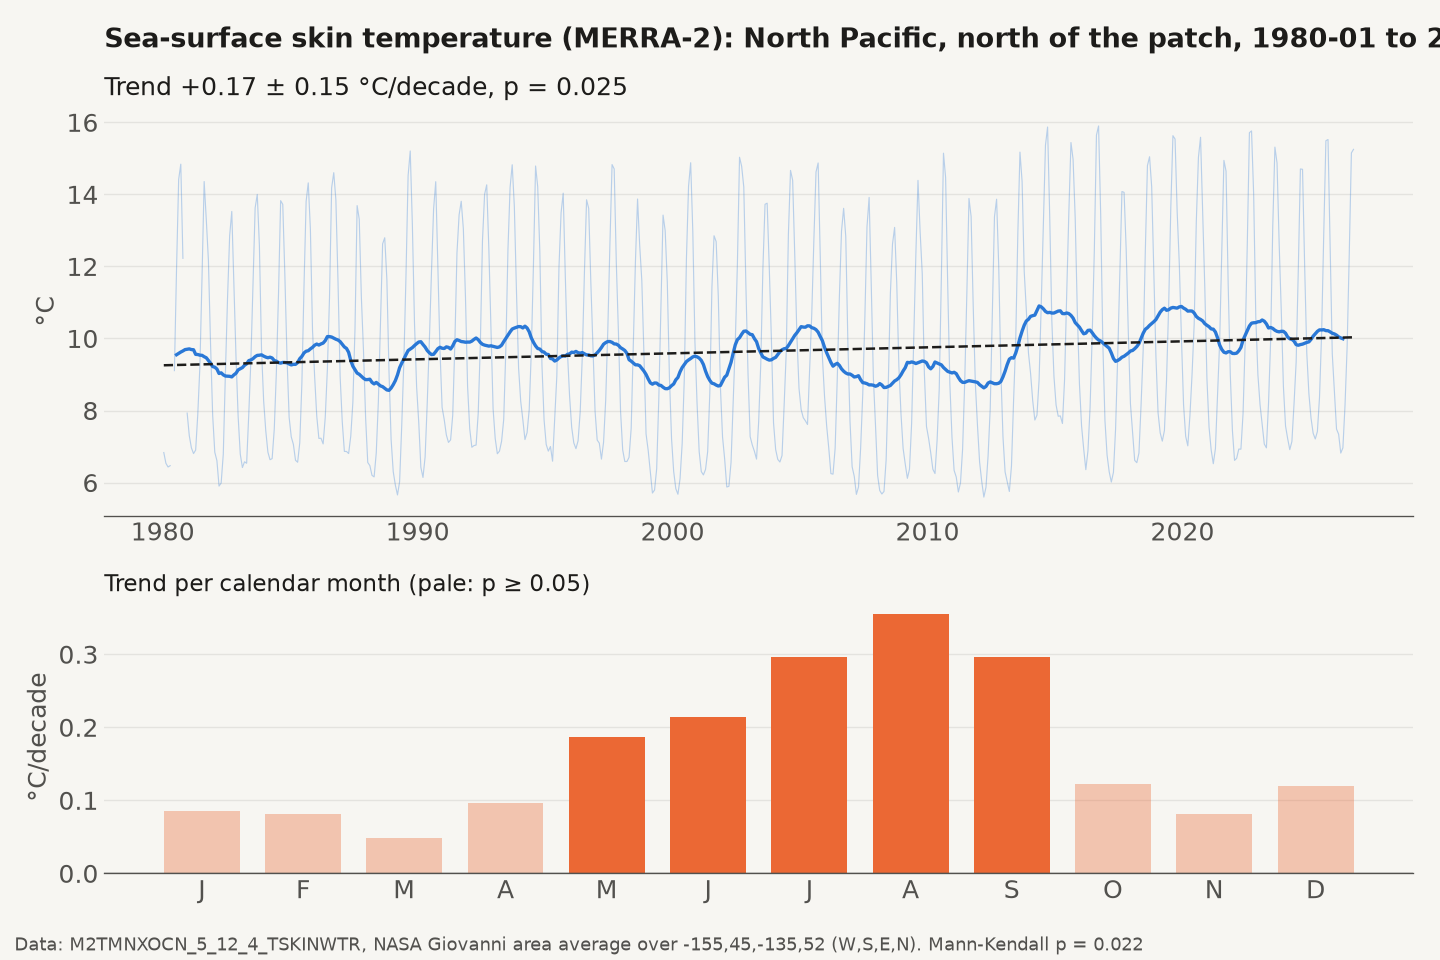 Sea-surface skin temperature (MERRA-2): North Pacific, north of the patch, 1980-01 to 2
Trend +0.17 ± 0.15 °C/decade, p = 0.025
16
14
12
10
8
6
°C
1980 1990 2000 2010 2020
Trend per calendar month (pale: p ≥ 0.05)
0.3
0.2
0.1
0.0
°C/decade
J F M A M J J A S O N D
Data: M2TMNXOCN_5_12_4_TSKINWTR, NASA Giovanni area average over -155,45,-135,52 (W,S,E,N). Mann-Kendall p = 0.022